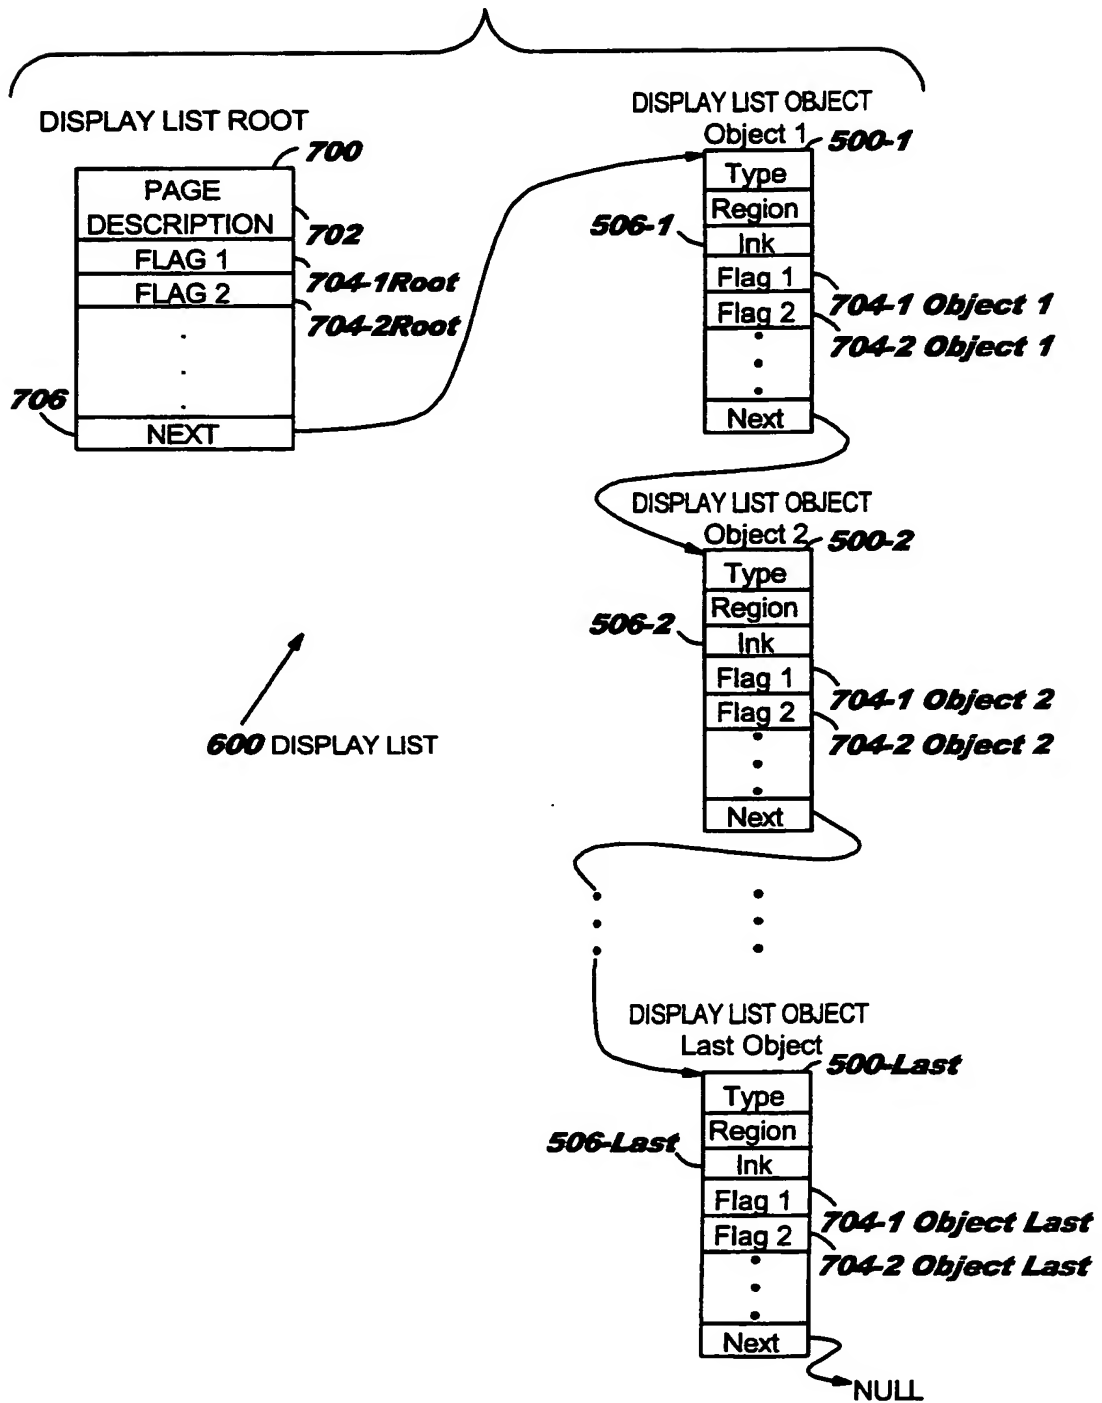 DISPLAY LIST ROOT
700
PAGE
DESCRIPTION
702
FLAG 1
704-1Root
FLAG 2
704-2Root
706
NEXT
DISPLAY LIST OBJECT
Object 1
500-1
Type
Region
506-1
Ink
Flag 1
704-1 Object 1
Flag 2
704-2 Object 1
Next
DISPLAY LIST OBJECT
Object 2
500-2
Type
Region
506-2
Ink
Flag 1
704-1 Object 2
Flag 2
704-2 Object 2
Next
600 DISPLAY LIST
DISPLAY LIST OBJECT
Last Object
500-Last
Type
Region
506-Last
Ink
Flag 1
704-1 Object Last
Flag 2
704-2 Object Last
Next
NULL